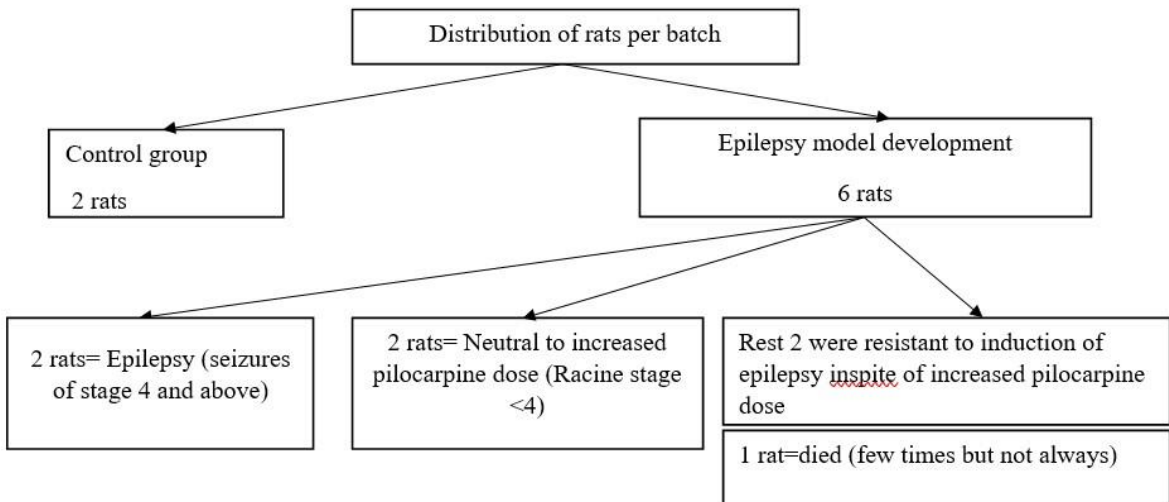 Distribution of rats per batch
Control group
2 rats
Epilepsy model development
6 rats
2 rats= Epilepsy (seizures
of stage 4 and above)
2 rats= Neutral to increased
pilocarpine dose (Racine stage
<4)
Rest 2 were resistant to induction of
epilepsy inspite of increased pilocarpine
dose
1 rat=died (few times but not always)